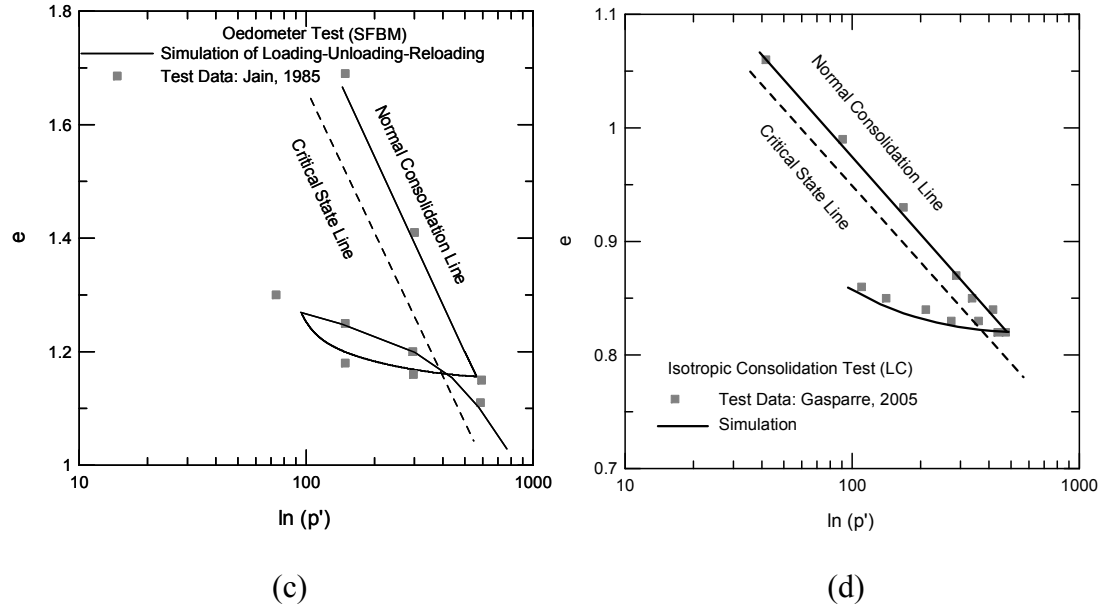 1.8
Oedometer Test (SFBM)
Simulation of Loading-Unloading-Reloading
Test Data: Jain, 1985
1.6
Normal Consolidation Line
Critical State Line
e
1.4
1.2
1
10
100
1000
ln (p')
(c)
1.1
Normal Consolidation Line
1
Critical State Line
e
0.9
0.8
Isotropic Consolidation Test (LC)
Test Data: Gasparre, 2005
Simulation
0.7
10
100
1000
ln (p')
(d)